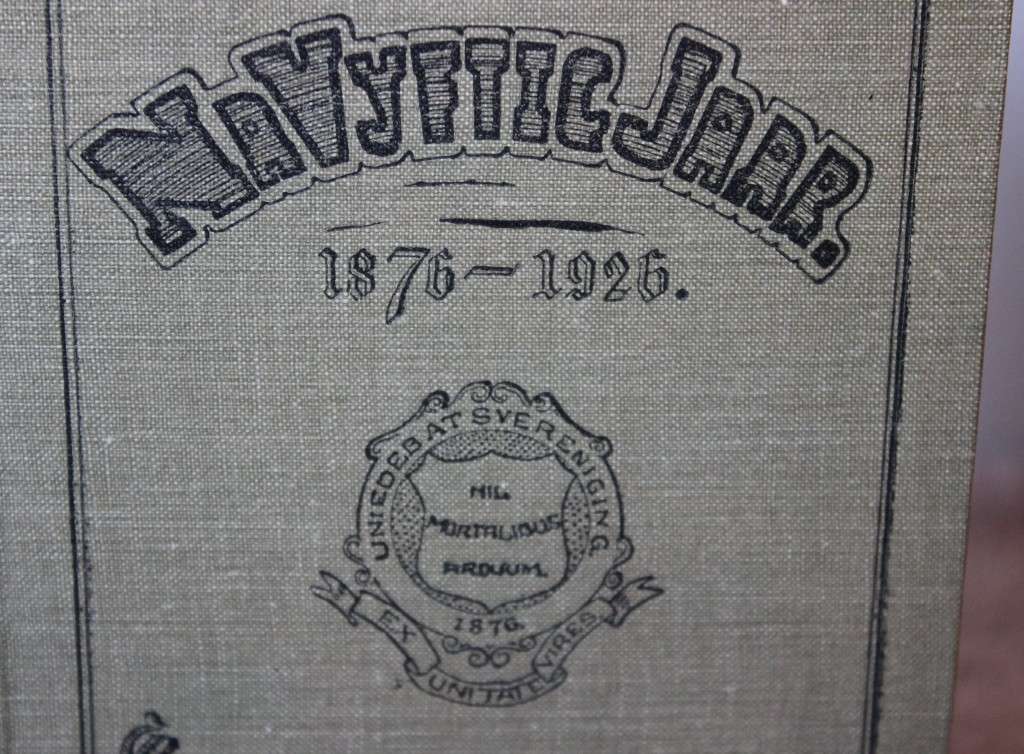 NA VYFTIG JAAR.
1876-1926.
UNIEDEBATSVERENIGING
NIL
MORTALIBUS
ARDUUM.
1876.
EX UNITATE VIRES